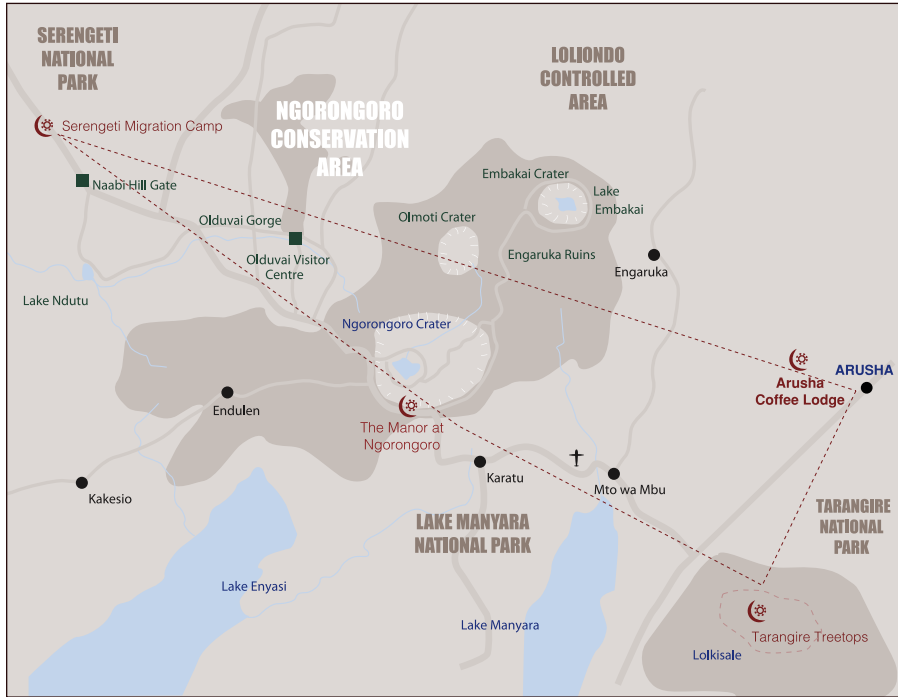 SERENGETI
NATIONAL
PARK
LOLIONDO
CONTROLLED
AREA
NGORONGORO
CONSERVATION
AREA
Serengeti Migration Camp
Naabi Hill Gate
Embakai Crater
Lake
Embakai
Olduvai Gorge
Olmoti Crater
Olduvai Visitor
Centre
Engaruka Ruins
Engaruka
Lake Ndutu
Ngorongoro Crater
ARUSHA
Arusha
Coffee Lodge
Endulen
The Manor at
Ngorongoro
Karatu
Mto wa Mbu
Kakesio
LAKE MANYARA
NATIONAL PARK
TARANGIRE
NATIONAL
PARK
Lake Enyasi
Lake Manyara
Tarangire Treetops
Lolkisale